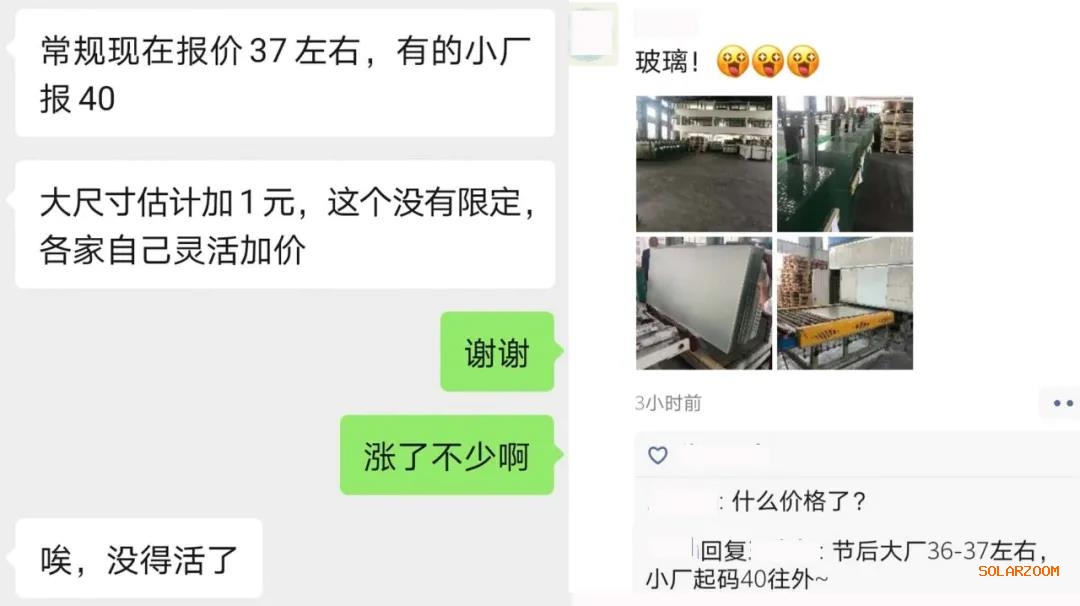 常规现在报价37左右，有的小厂
报40
大尺寸估计加1元，这个没有限定，
各家自己灵活加价
谢谢
涨了不少啊
唉，没得活了
玻璃！
3小时前
: 什么价格了？
回复 : 节后大厂36-37左右，
小厂起码40往外~
SOLARZOOM